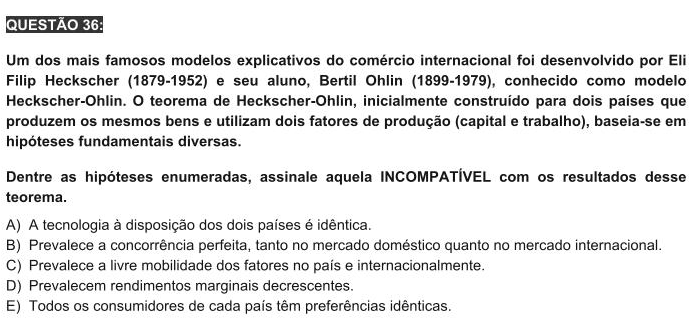 QUESTÃO 36:
Um dos mais famosos modelos explicativos do comércio internacional foi desenvolvido por Eli
Filip Heckscher (1879-1952) e seu aluno, Bertil Ohlin (1899-1979), conhecido como modelo
Heckscher-Ohlin. O teorema de Heckscher-Ohlin, inicialmente construído para dois países que
produzem os mesmos bens e utilizam dois fatores de produção (capital e trabalho), baseia-se em
hipóteses fundamentais diversas.
Dentre as hipóteses enumeradas, assinale aquela INCOMPATÍVEL com os resultados desse
teorema.
A) A tecnologia à disposição dos dois países é idêntica.
B) Prevalece a concorrência perfeita, tanto no mercado doméstico quanto no mercado internacional.
C) Prevalece a livre mobilidade dos fatores no país e internacionalmente.
D) Prevalecem rendimentos marginais decrescentes.
E) Todos os consumidores de cada país têm preferências idênticas.